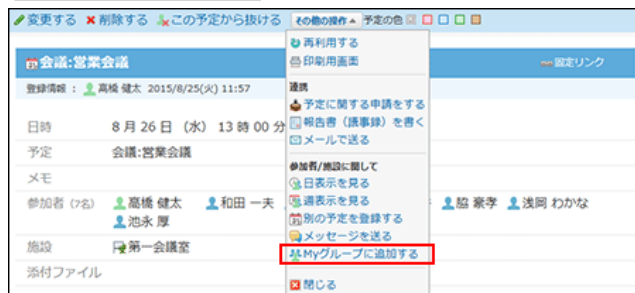 変更する 削除する この予定から抜ける その他の操作▲ 予定の色
再利用する
印刷用画面
会議:営業会議
固定リンク
登録情報 : 高橋 健太 2015/8/25(火) 11:57
連携
予定に関する申請をする
報告書（議事録）を書く
メールで送る
日時 8 月 26 日 （水） 13 時 00 分
予定 会議:営業会議
メモ
参加者/施設に関して
日表示を見る
週表示を見る
別の予定を登録する
メッセージを送る
Myグループに追加する
閉じる
参加者 (7名) 高橋 健太 和田 一夫 脇 豪孝 浅岡 わかな
池永 厚
施設 第一会議室
添付ファイル